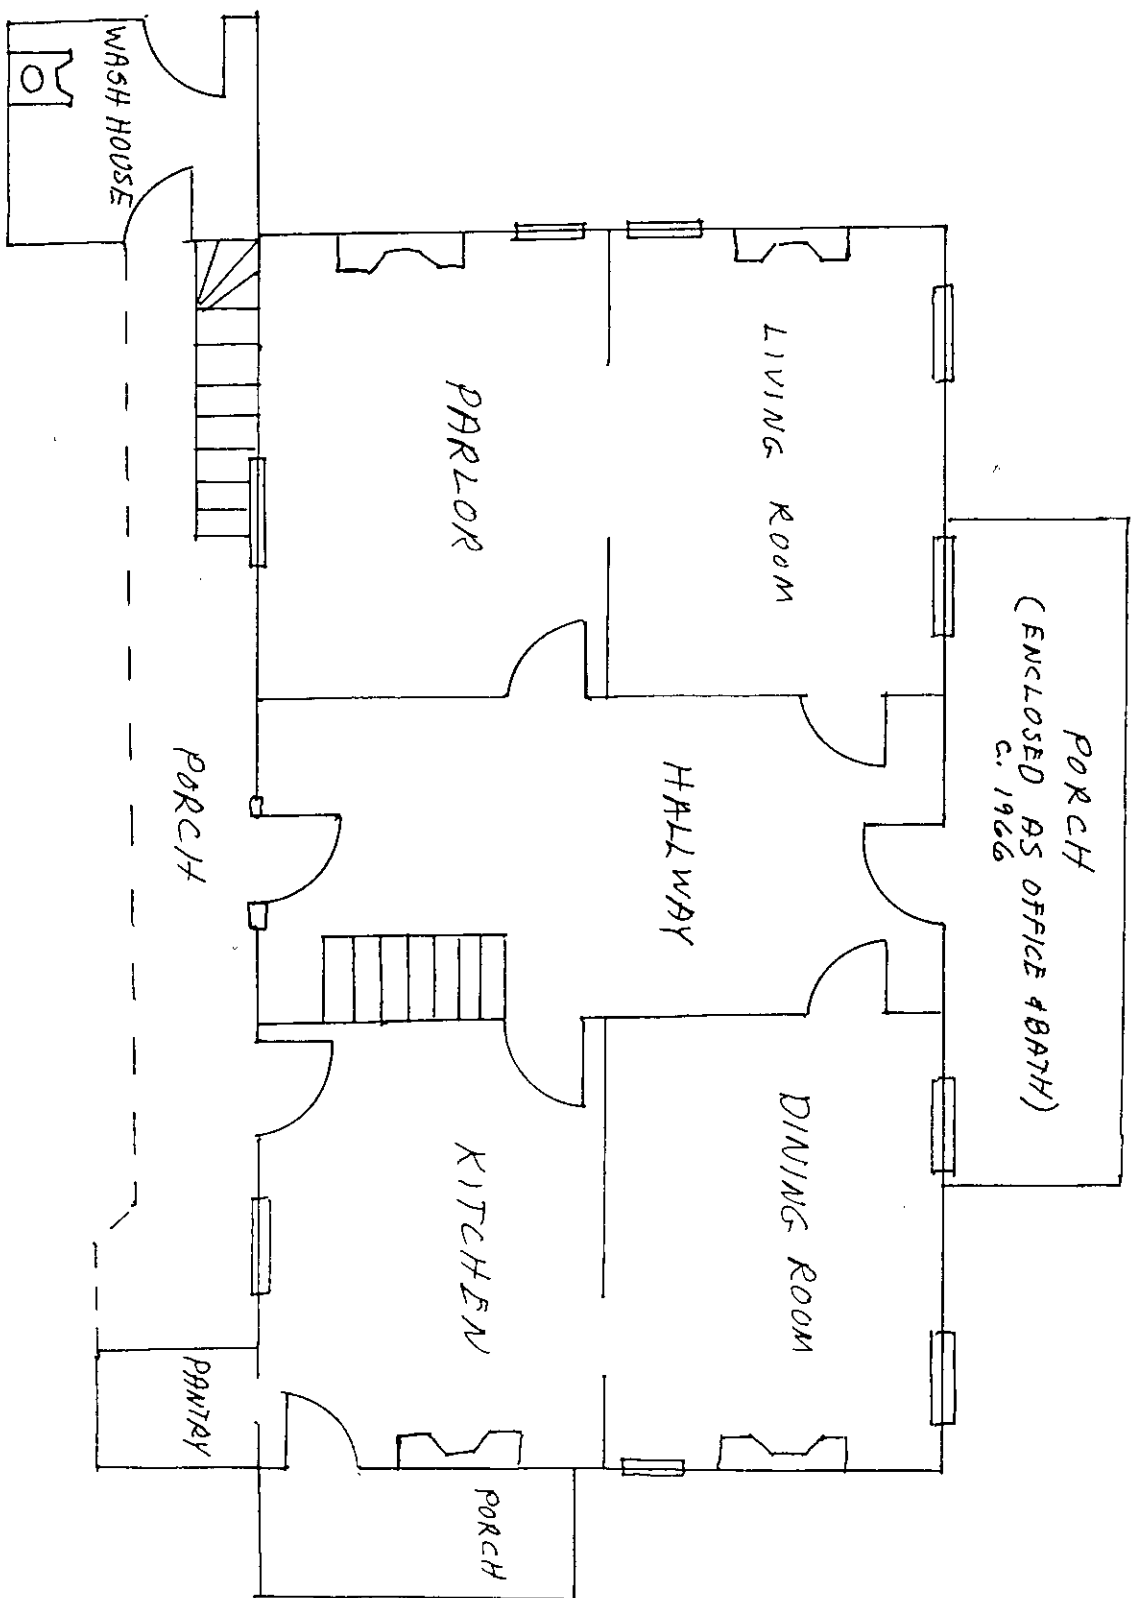 PORCH
(ENCLOSED AS OFFICE & BATH)
C. 1966
LIVING ROOM
DINING ROOM
HALLWAY
PARLOR
KITCHEN
PORCH
WASH HOUSE
PORCH
PANTRY